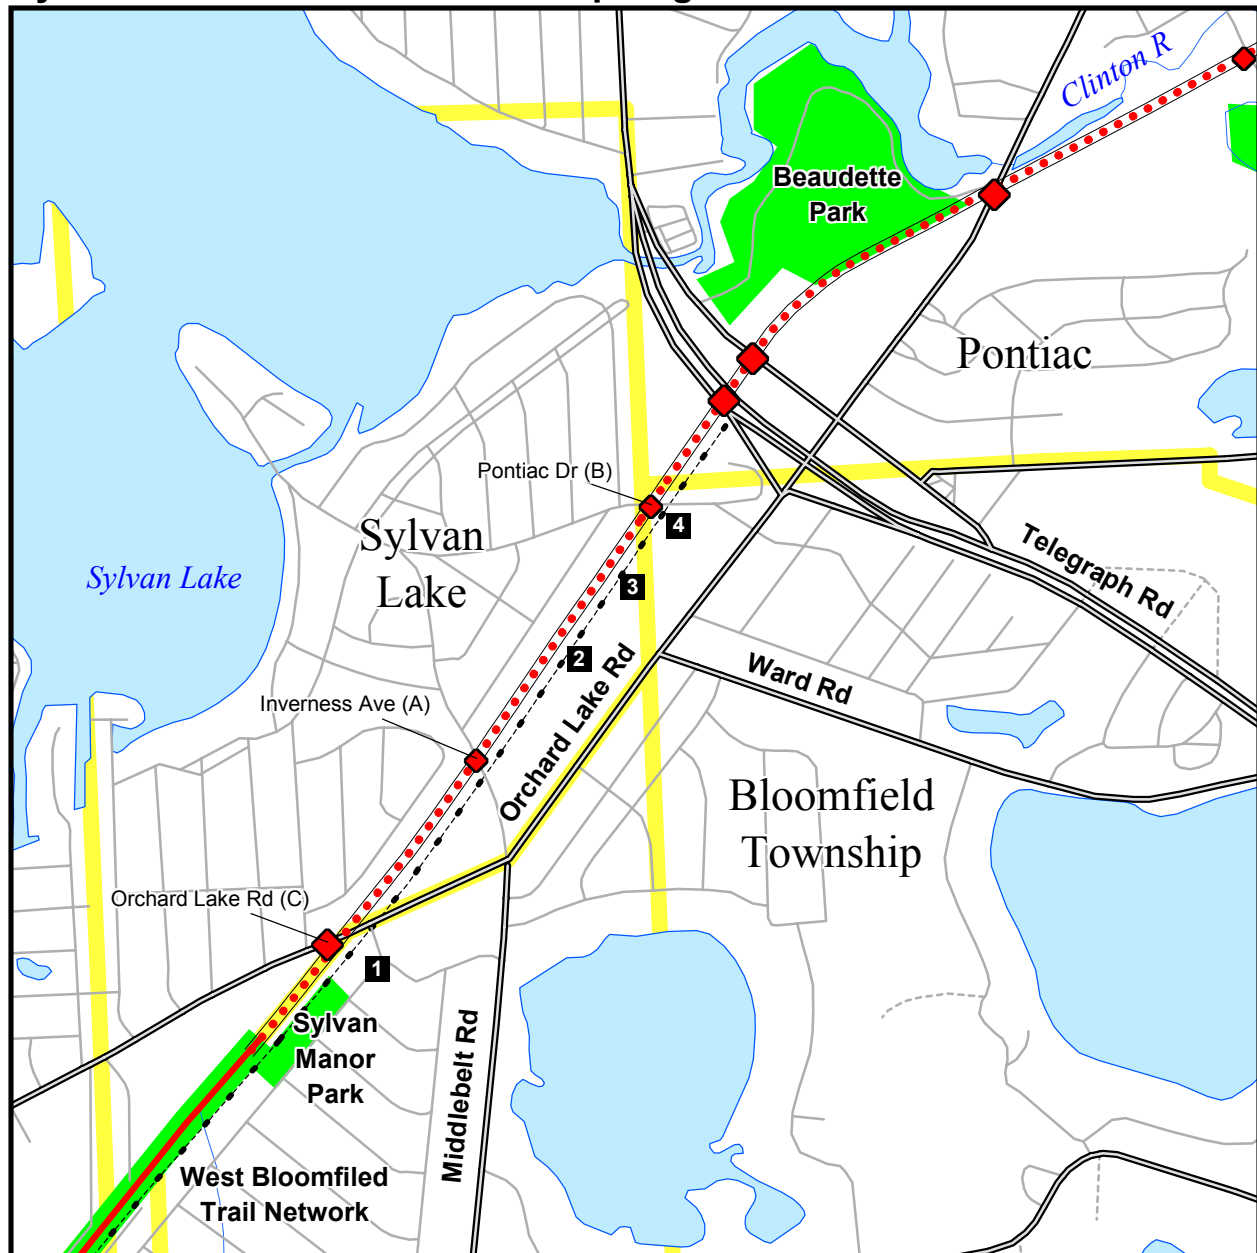 Clinton R
Beaudette
Park
Pontiac
Pontiac Dr (B)
4
Sylvan
Lake
Sylvan Lake
3
Telegraph Rd
2
Ward Rd
Inverness Ave (A)
Orchard Lake Rd
Bloomfield
Township
Orchard Lake Rd (C)
1
Sylvan
Manor
Park
Middlebelt Rd
West Bloomfiled
Trail Network